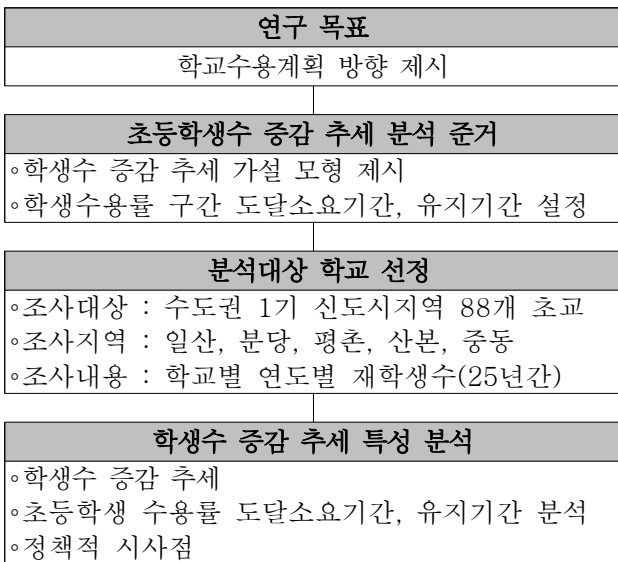 연구 목표
학교수용계획 방향 제시
초등학생수 증감 추세 분석 준거
◦학생수 증감 추세 가설 모형 제시
◦학생수용률 구간 도달소요기간, 유지기간 설정
분석대상 학교 선정
◦조사대상 : 수도권 1기 신도시지역 88개 초교
◦조사지역 : 일산, 분당, 평촌, 산본, 중동
◦조사내용 : 학교별 연도별 재학생수(25년간)
학생수 증감 추세 특성 분석
◦학생수 증감 추세
◦초등학생 수용률 도달소요기간, 유지기간 분석
◦정책적 시사점